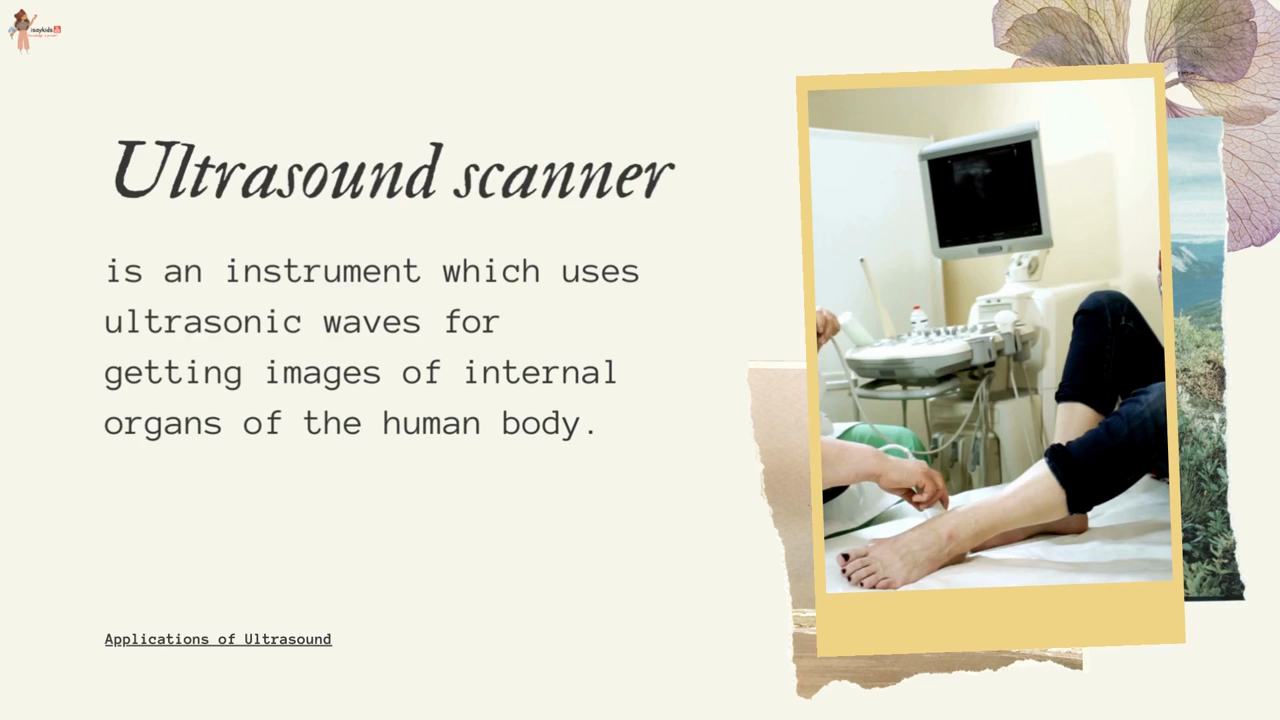 issykids
Ultrasound scanner
is an instrument which uses
ultrasonic waves for
getting images of internal
organs of the human body.
Applications of Ultrasound